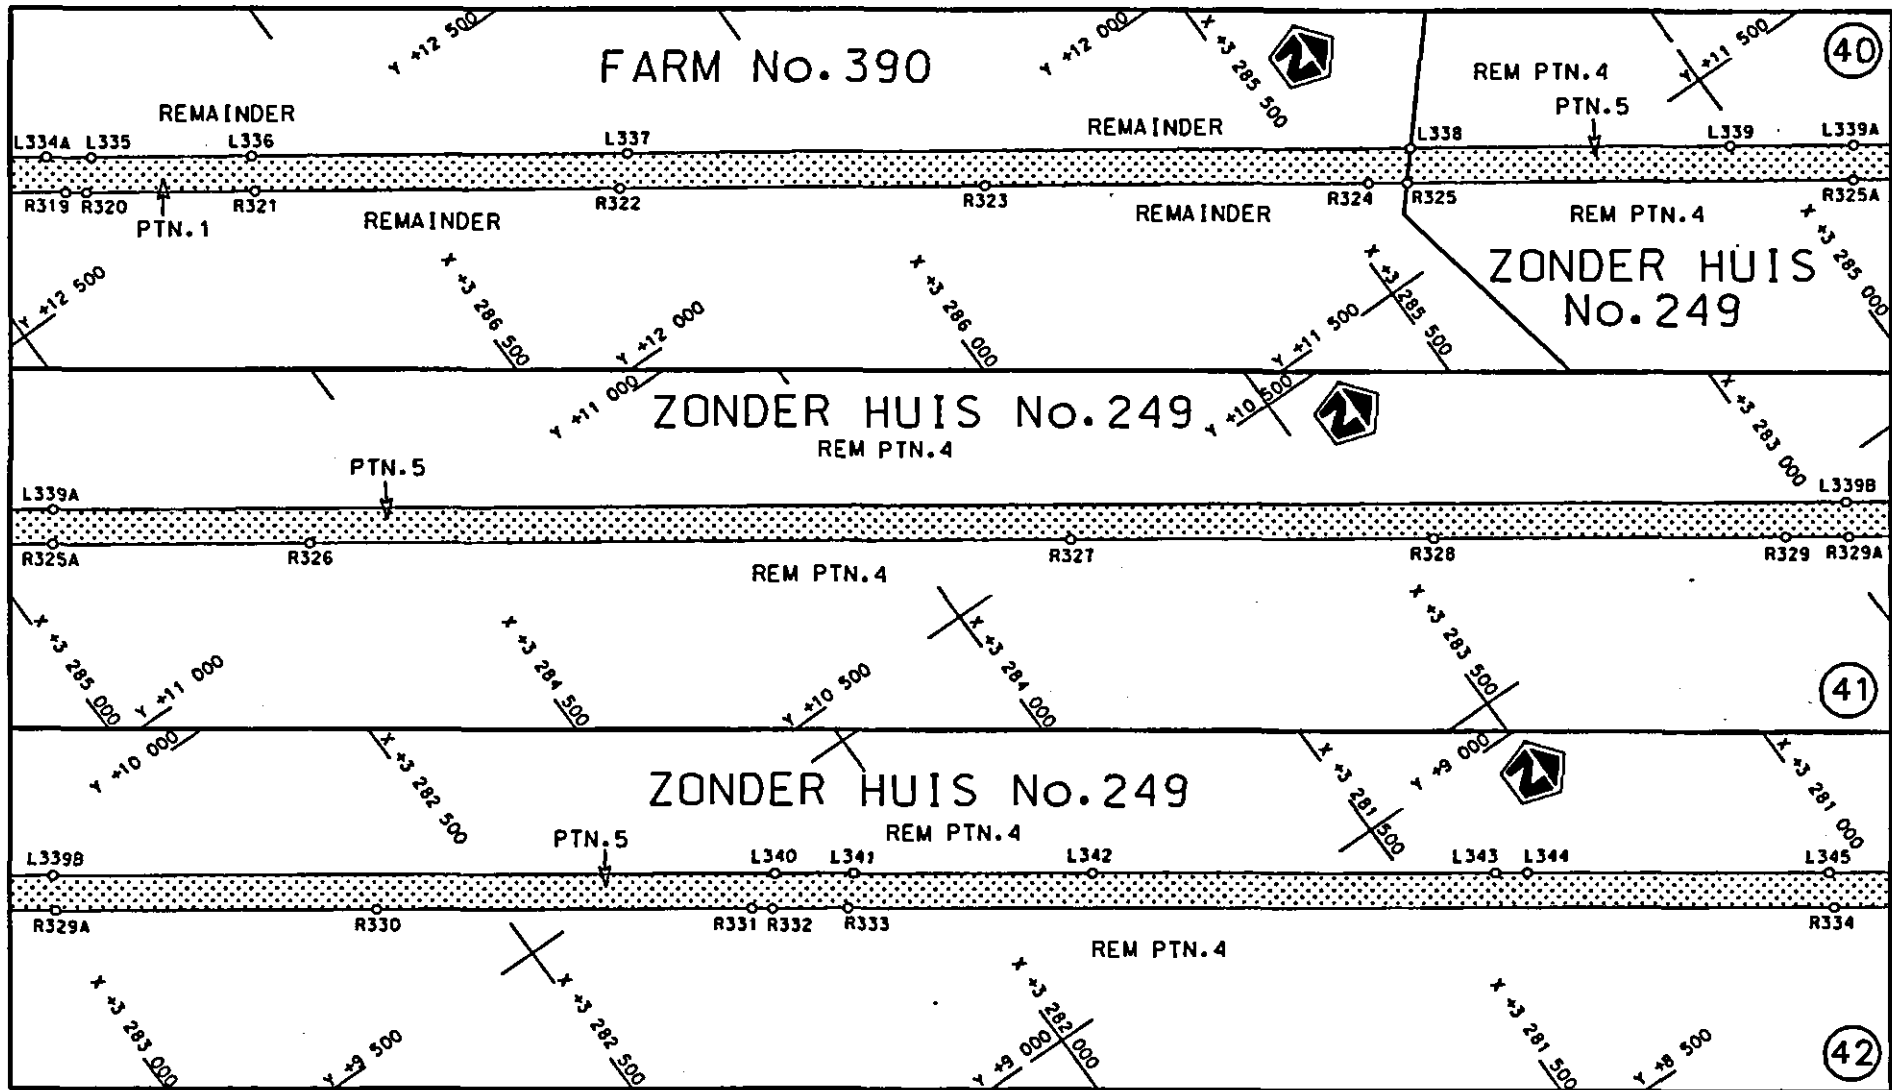 Y +12 500
FARM No.390
Y +12 000
X +3 285 500
N
Y +11 500
40
REM PTN.4
PTN.5
REMAINDER
REMAINDER
L334A
L335
L336
L337
L338
L339
L339A
R319
R320
R321
R322
R323
R324
R325
R325A
PTN.1
REMAINDER
REMAINDER
REM PTN.4
ZONDER HUIS
No.249
Y +12 500
X +3 286 500
Y +12 000
X +3 286 000
Y +11 500
X +3 285 500
X +3 285 000
Y +11 000
ZONDER HUIS No.249
REM PTN.4
Y +10 500
N
X +3 283 000
PTN.5
L339A
L339B
R325A
R326
R327
R328
R329
R329A
REM PTN.4
X +3 285 000
Y +11 000
X +3 284 500
Y +10 500
X +3 284 000
X +3 283 500
41
Y +10 000
X +3 282 500
ZONDER HUIS No.249
REM PTN.4
X +3 281 500
Y +9 000
N
X +3 281 000
PTN.5
L339B
L340
L341
L342
L343
L344
L345
R329A
R330
R331
R332
R333
R334
REM PTN.4
X +3 283 000
Y +9 500
X +3 282 500
Y +9 000
X +3 282 000
X +3 281 500
Y +8 500
42